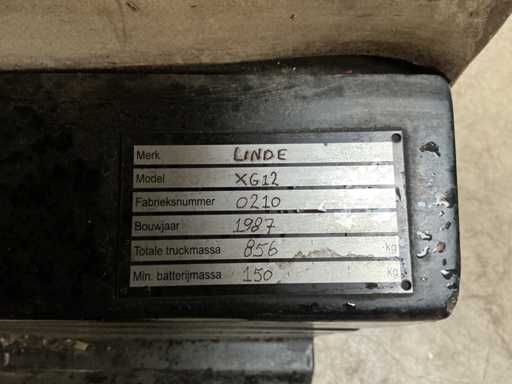 Merk LINDE
Model XG12
Fabrieksnummer 0210
Bouwjaar 1987
Totale truckmassa 856 kg
Min. batterijmassa 150 kg